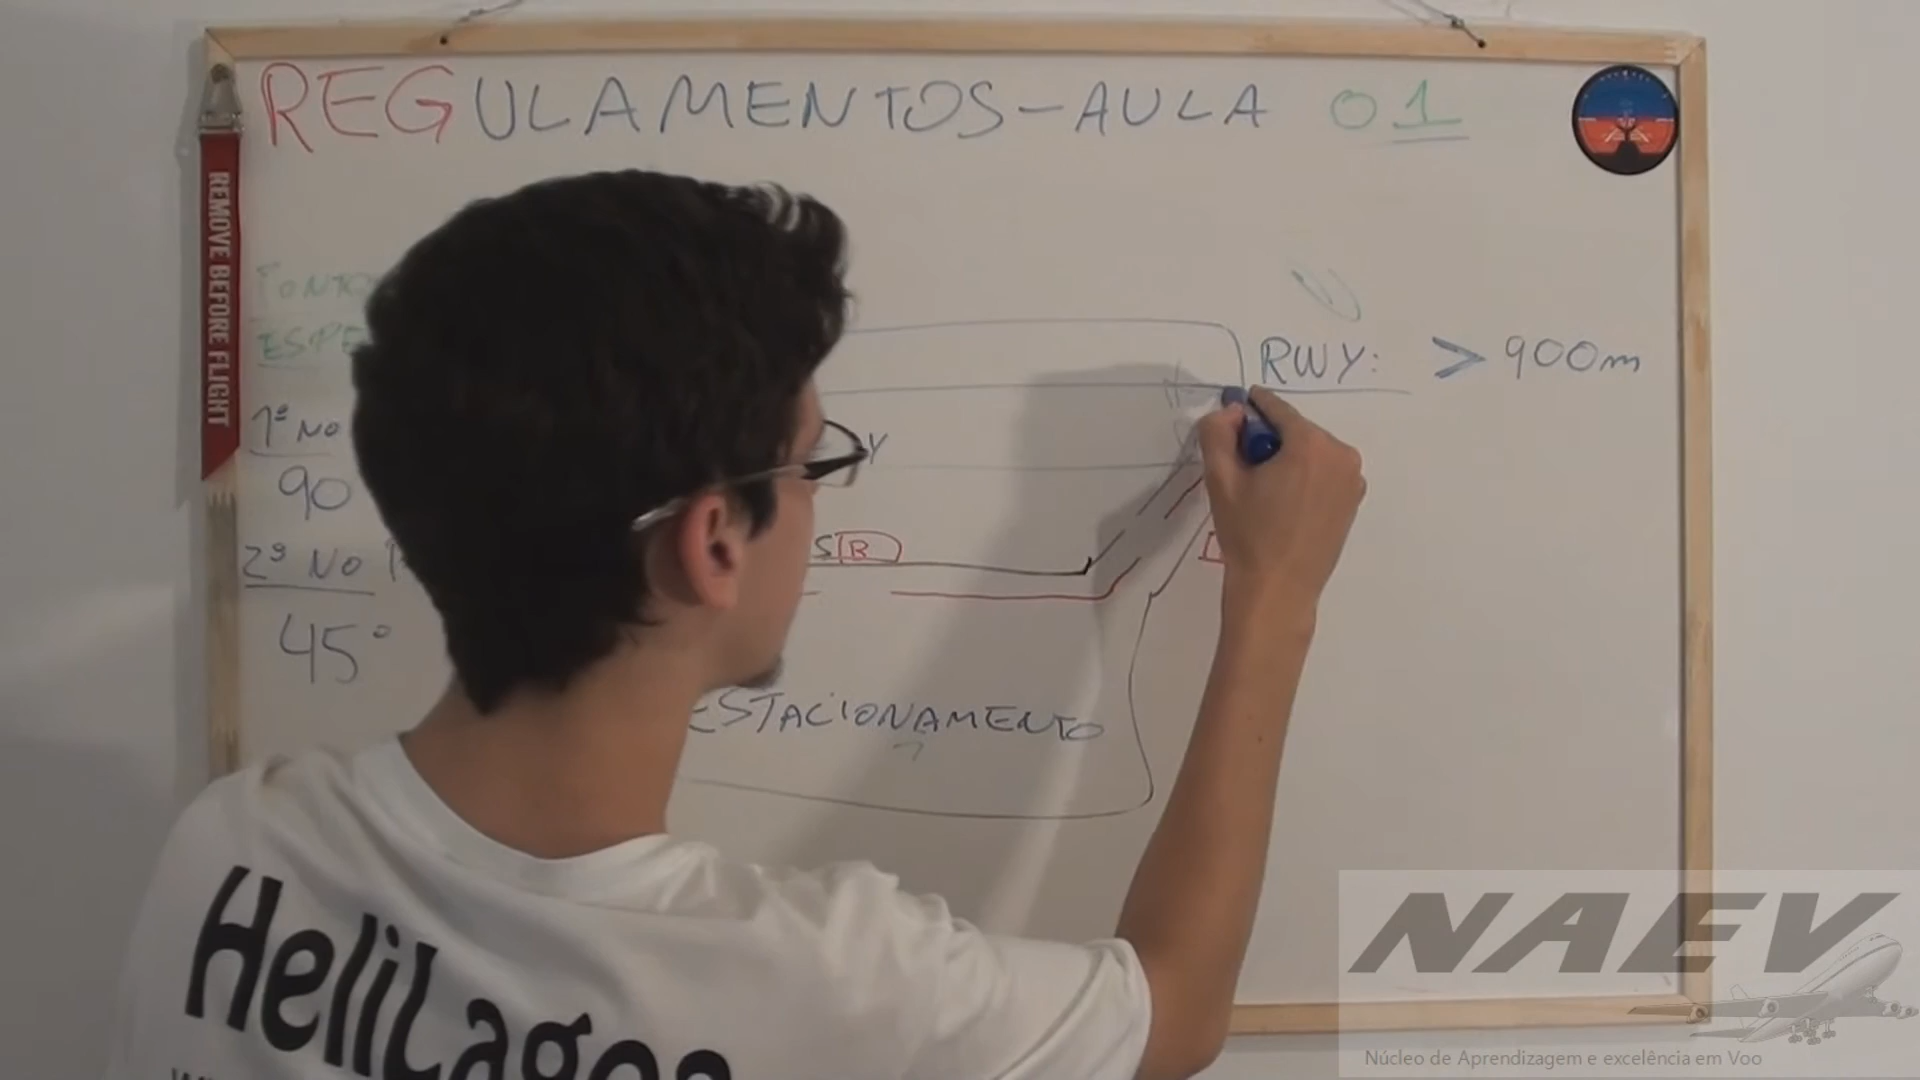 REGULAMENTOS-AULA 01
REMOVE BEFORE FLIGHT
RWY: > 900m
1º NO
90
2º NO
45°
B
ESTACIONAMENTO
HeliLagos
NAEV
Núcleo de Aprendizagem e excelência em Voo